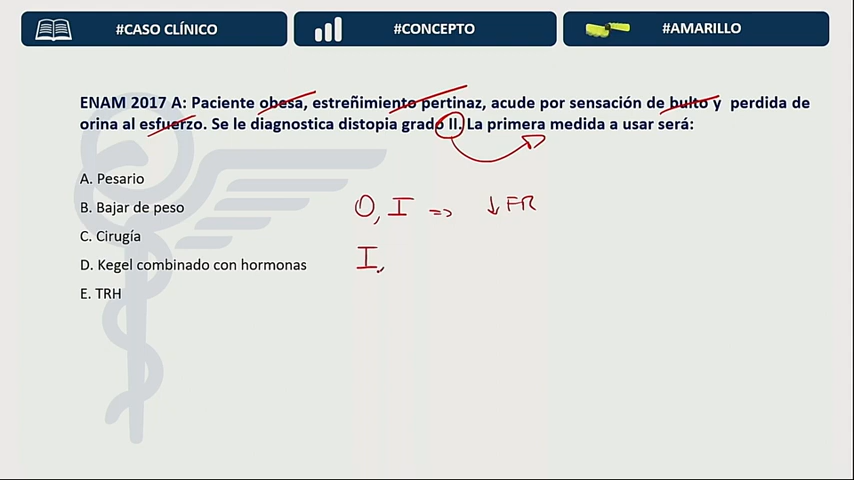 #CASO CLÍNICO
#CONCEPTO
#AMARILLO
ENAM 2017 A: Paciente obesa, estreñimiento pertinaz, acude por sensación de bulto y perdida de
orina al esfuerzo. Se le diagnostica distopia grado II. La primera medida a usar será:
A. Pesario
B. Bajar de peso
O, I => ↓ FR
C. Cirugía
D. Kegel combinado con hormonas
I,
E. TRH